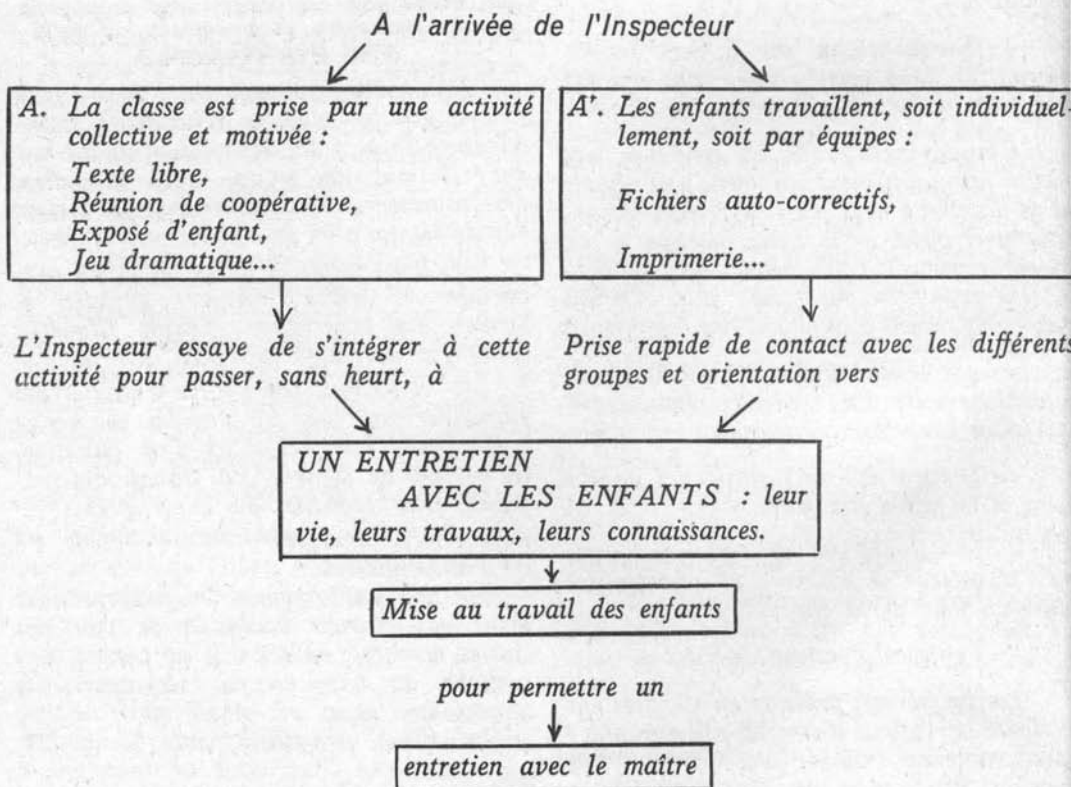 A l'arrivée de l'Inspecteur
A. La classe est prise par une activité
collective et motivée :
Texte libre,
Réunion de coopérative,
Exposé d'enfant,
Jeu dramatique...
A'. Les enfants travaillent, soit individuel-
lement, soit par équipes :
Fichiers auto-correctifs,
Imprimerie...
L'Inspecteur essaye de s'intégrer à cette
activité pour passer, sans heurt, à
Prise rapide de contact avec les différents
groupes et orientation vers
UN ENTRETIEN
AVEC LES ENFANTS : leur
vie, leurs travaux, leurs connaissances.
Mise au travail des enfants
pour permettre un
entretien avec le maître